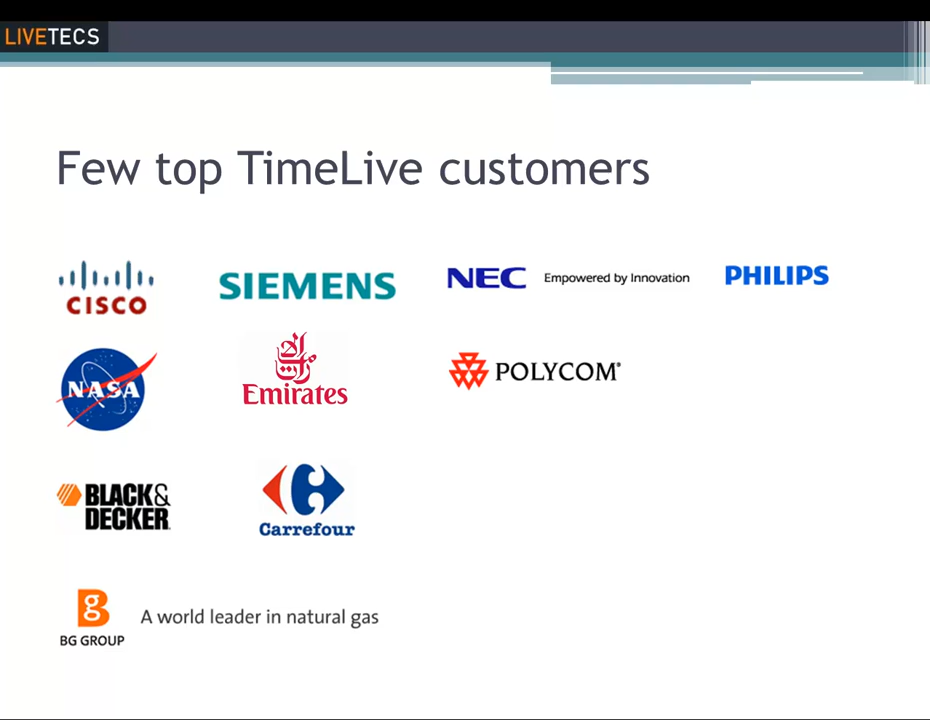 LIVETECS
Few top TimeLive customers
CISCO
SIEMENS
NEC Empowered by Innovation
PHILIPS
NASA
Emirates
POLYCOM®
BLACK&
DECKER
Carrefour
BG GROUP
A world leader in natural gas